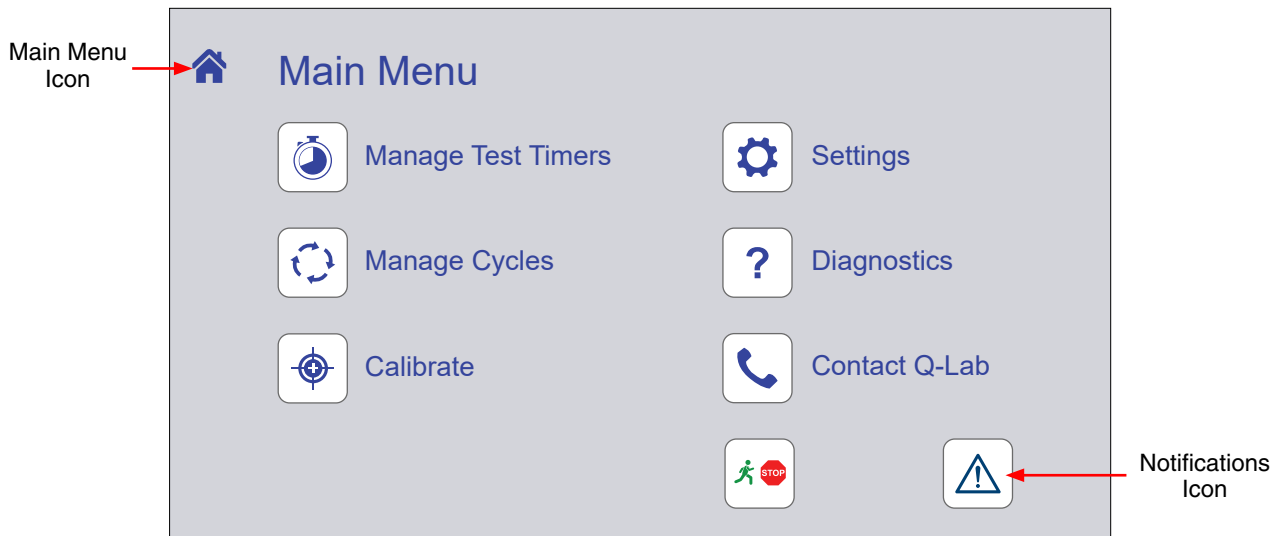 Main Menu
Icon
Main Menu
Manage Test Timers
Settings
Manage Cycles
?
Diagnostics
Calibrate
Contact Q-Lab
STOP
Notifications
Icon